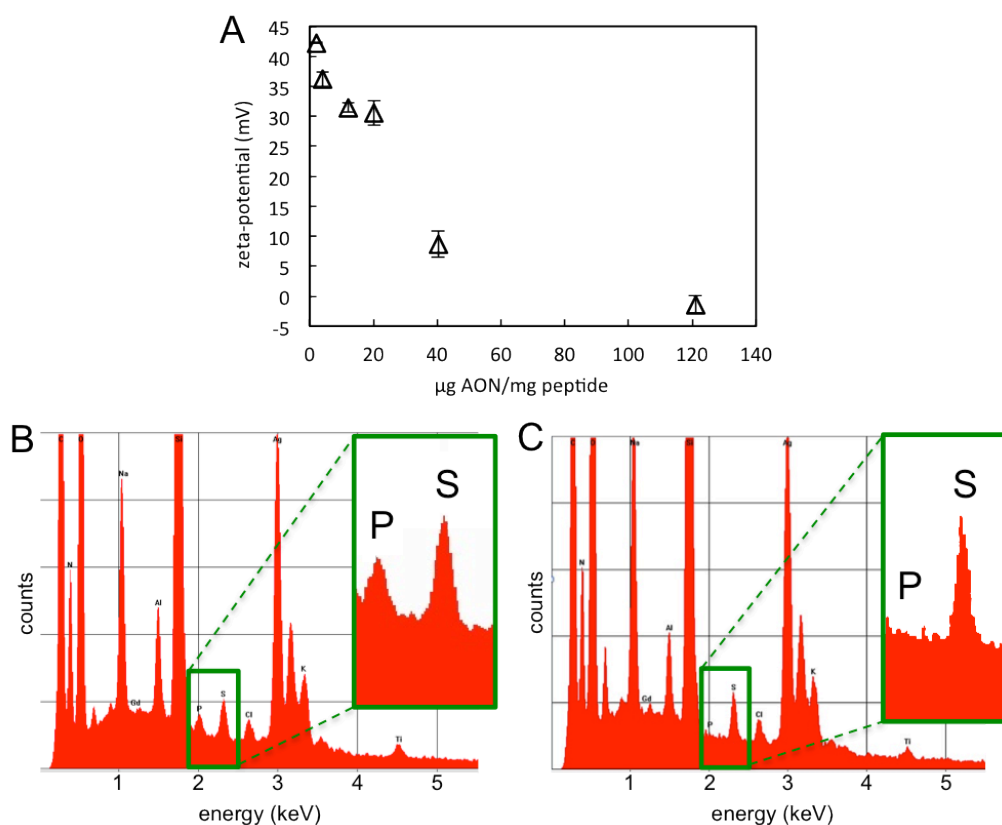 A
45
40
35
30
25
20
15
10
5
0
-5
zeta-potential (mV)
0 20 40 60 80 100 120 140
µg AON/mg peptide
B
C O Si Ag
Na
N
Al
Gd
P
S
Cl
K
Ti
P
S
counts
1 2 3 4 5
energy (keV)
C
C O Na Si Ag
N
Al
Gd
P
S
Cl
K
Ti
P
S
counts
1 2 3 4 5
energy (keV)